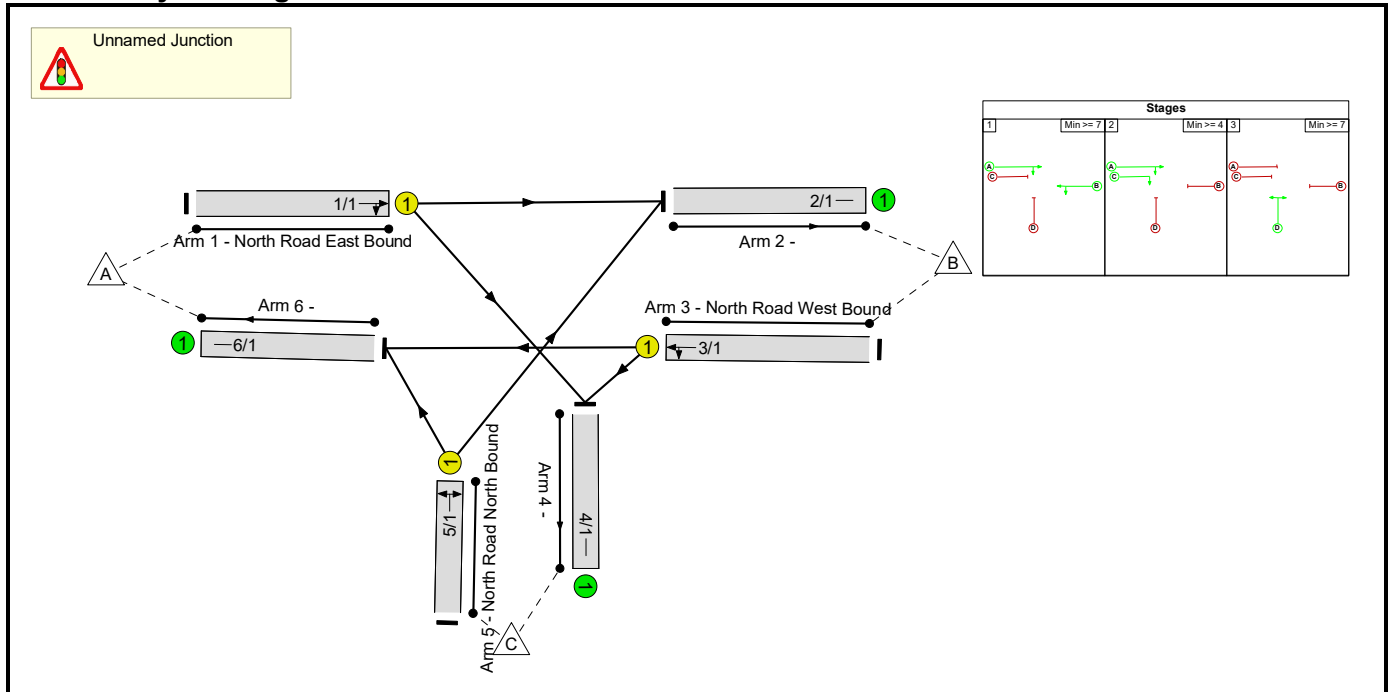 Unnamed Junction
Stages
1
Min >= 7
2
Min >= 4
3
Min >= 7
A
C
B
D
A
C
B
D
A
C
B
D
1/1
1
2/1
1
Arm 1 - North Road East Bound
Arm 2 -
A
B
Arm 6 -
Arm 3 - North Road West Bound
1
6/1
1
3/1
Arm 4 -
4/1
1
1
5/1
Arm 5 - North Road North Bound
C